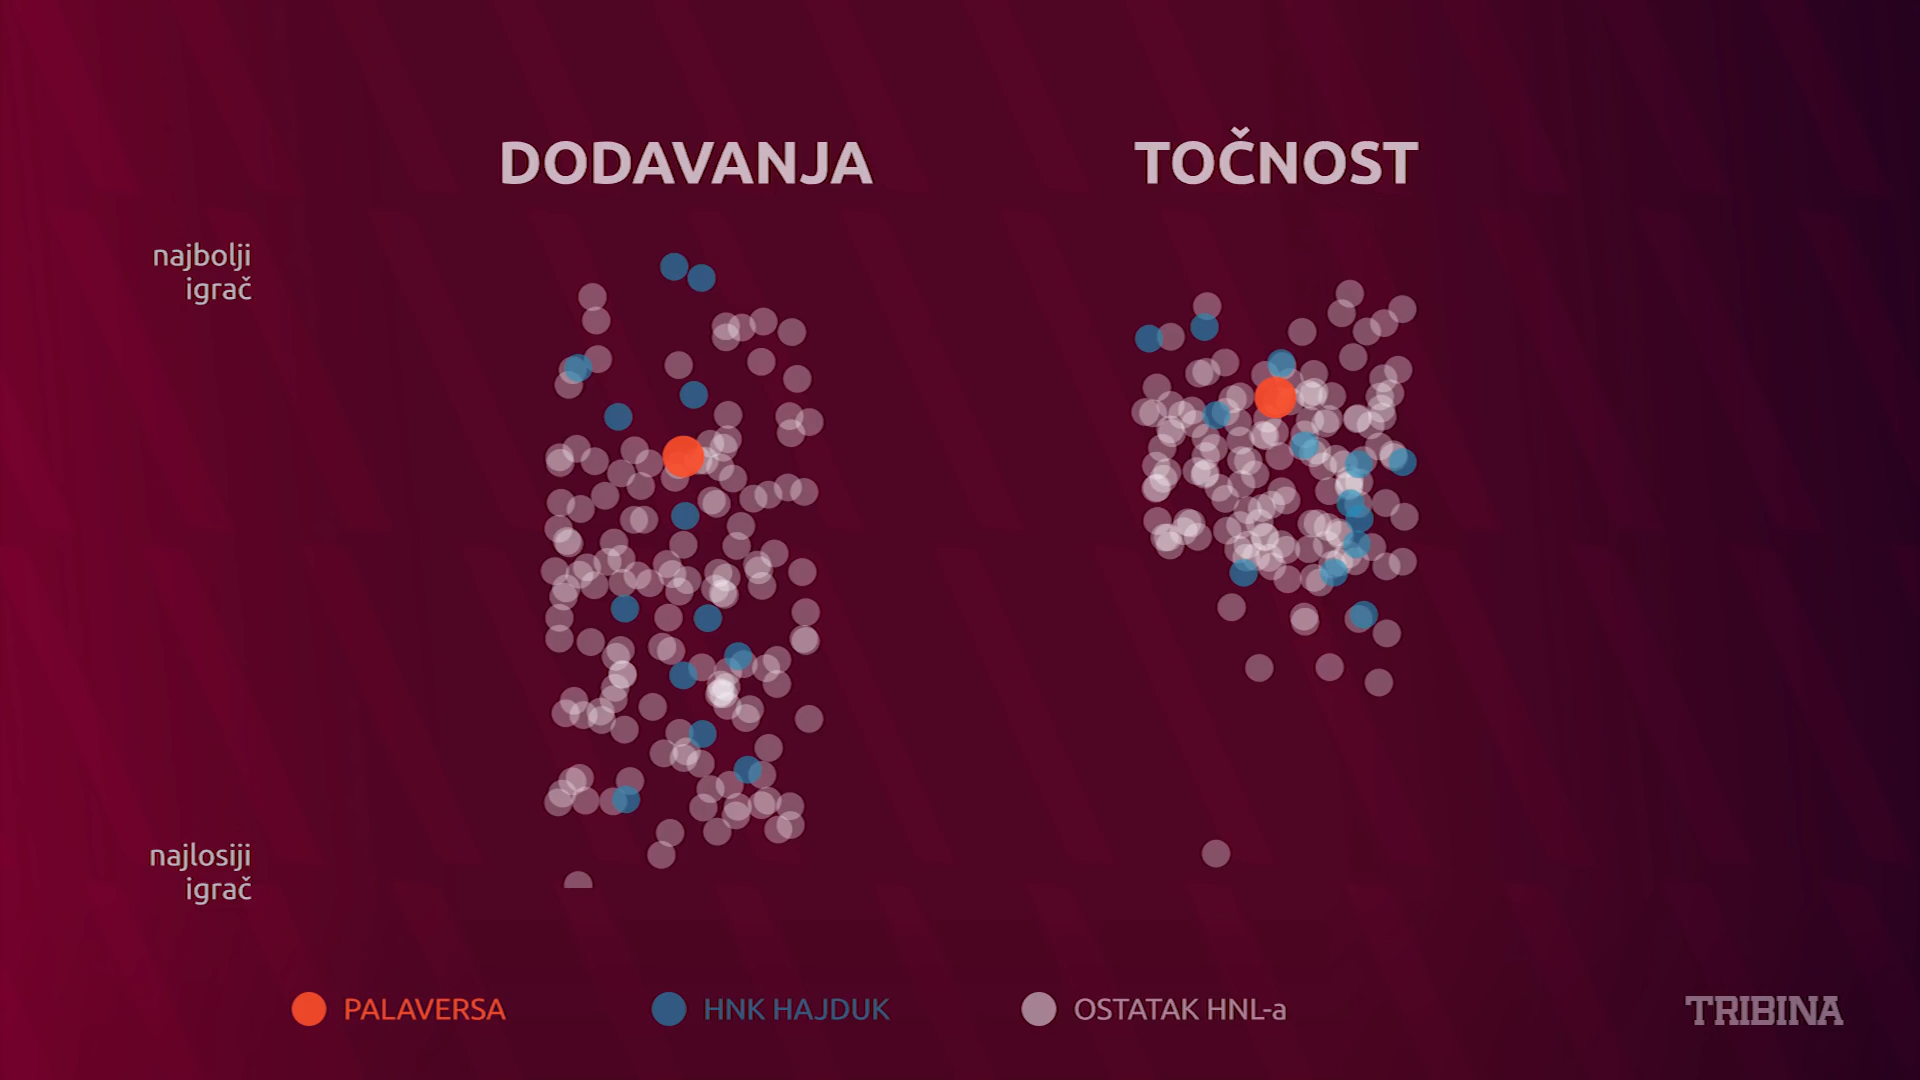 DODAVANJA
TOČNOST
najbolji
igrač
najlosiji
igrač
PALAVERSA
HNK HAJDUK
OSTATAK HNL-a
TRIBINA